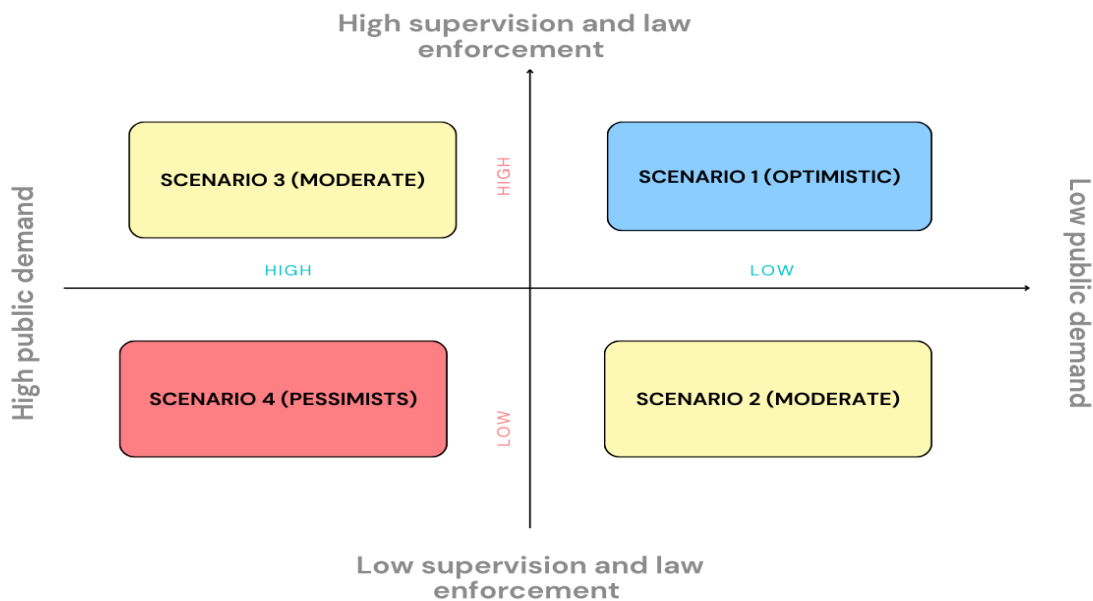 High supervision and law
enforcement
SCENARIO 3 (MODERATE)
HIGH
SCENARIO 1 (OPTIMISTIC)
High public demand
HIGH
LOW
Low public demand
SCENARIO 4 (PESSIMISTS)
LOW
SCENARIO 2 (MODERATE)
Low supervision and law
enforcement